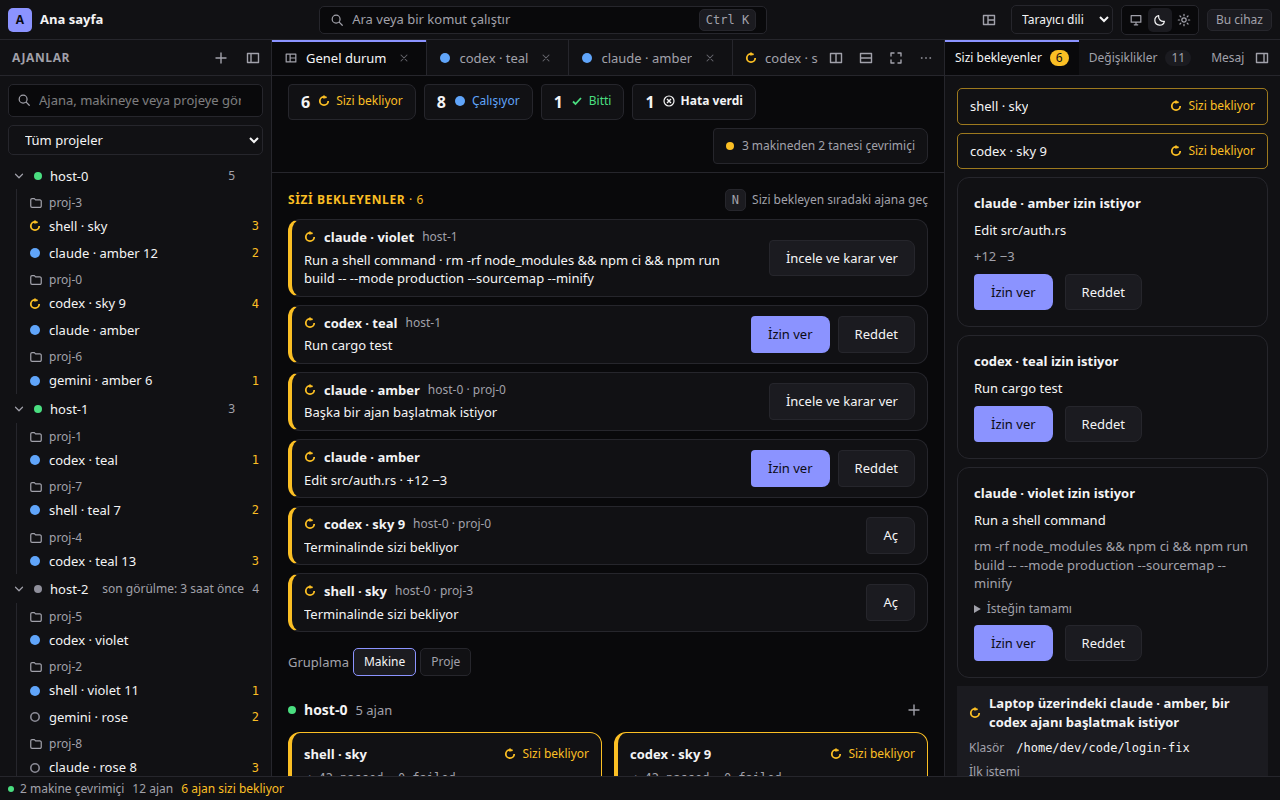 A Ana sayfa
Ara veya bir komut çalıştır Ctrl K
Tarayıcı dili
Bu cihaz
AJANLAR
Ajana, makineye veya projeye gör
Tüm projeler
host-0 5
proj-3
shell · sky 3
claude · amber 12 2
proj-0
codex · sky 9 4
claude · amber
proj-6
gemini · amber 6 1
host-1 3
proj-1
codex · teal 1
proj-7
shell · teal 7 2
proj-4
codex · teal 13 3
host-2 son görülme: 3 saat önce 4
proj-5
codex · violet
proj-2
shell · violet 11 1
gemini · rose 2
proj-8
claude · rose 8 3
Genel durum
codex · teal
claude · amber
codex · s
6 Sizi bekliyor
8 Çalışıyor
1 Bitti
1 Hata verdi
3 makineden 2 tanesi çevrimiçi
SİZİ BEKLEYENLER · 6
N Sizi bekleyen sıradaki ajana geç
claude · violet host-1
Run a shell command · rm -rf node_modules && npm ci && npm run
build -- --mode production --sourcemap --minify
İncele ve karar ver
codex · teal host-1
Run cargo test
İzin ver Reddet
claude · amber host-0 · proj-0
Başka bir ajan başlatmak istiyor
İncele ve karar ver
claude · amber
Edit src/auth.rs · +12 −3
İzin ver Reddet
codex · sky 9 host-0 · proj-0
Terminalinde sizi bekliyor
Aç
shell · sky host-0 · proj-3
Terminalinde sizi bekliyor
Aç
Gruplama Makine Proje
host-0 5 ajan
shell · sky Sizi bekliyor
codex · sky 9 Sizi bekliyor
Sizi bekleyenler 6
Değişiklikler 11
Mesaj
shell · sky Sizi bekliyor
codex · sky 9 Sizi bekliyor
claude · amber izin istiyor
Edit src/auth.rs
+12 −3
İzin ver Reddet
codex · teal izin istiyor
Run cargo test
İzin ver Reddet
claude · violet izin istiyor
Run a shell command
rm -rf node_modules && npm ci && npm run
build -- --mode production --sourcemap --
minify
İsteğin tamamı
İzin ver Reddet
Laptop üzerindeki claude · amber, bir
codex ajanı başlatmak istiyor
Klasör /home/dev/code/login-fix
İlk istemi
2 makine çevrimiçi 12 ajan 6 ajan sizi bekliyor